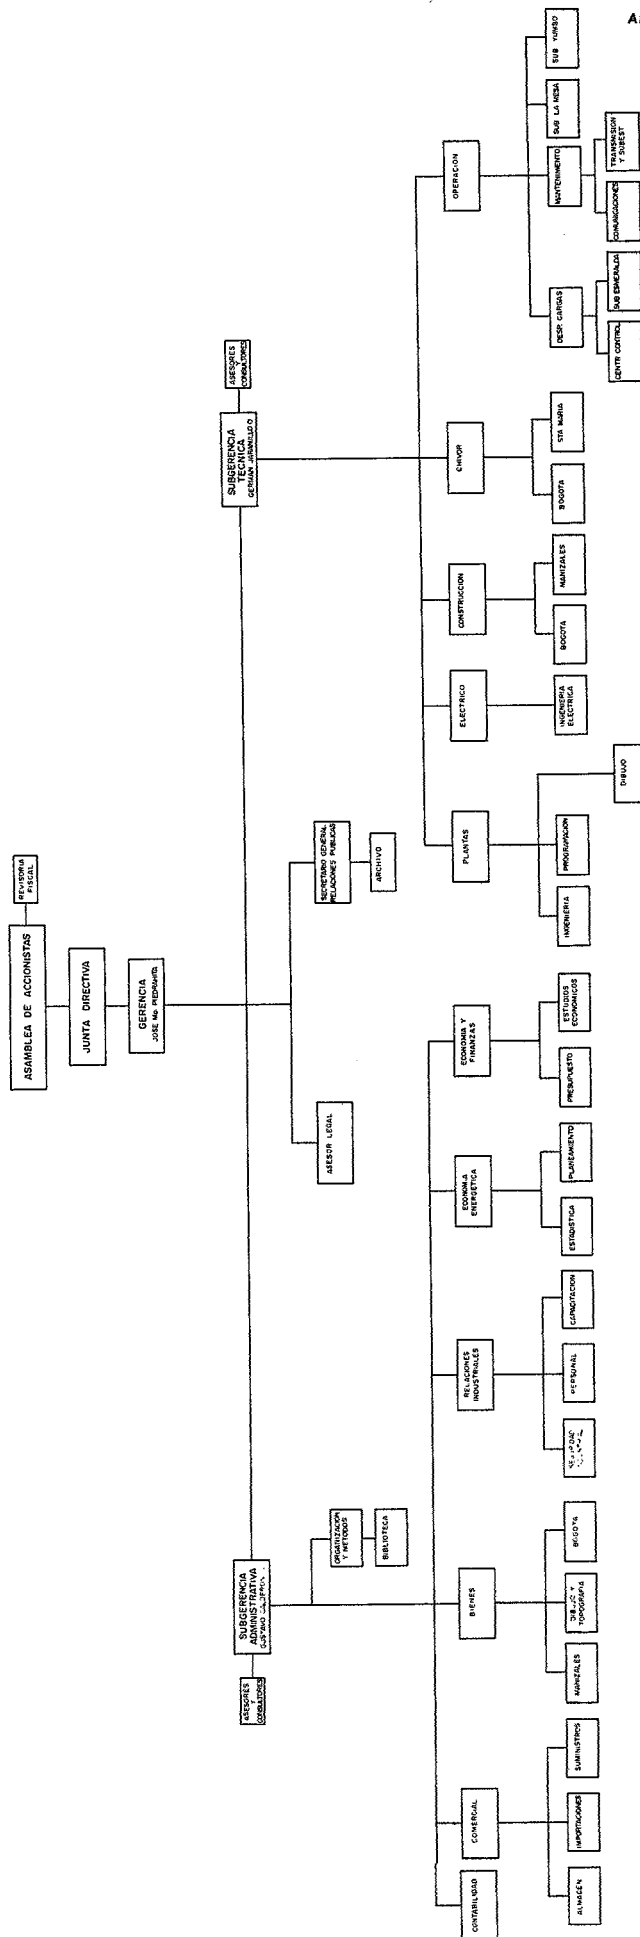 A
REVISORIA
FISCAL
ASAMBLEA DE ACCIONISTAS
JUNTA DIRECTIVA
GERENCIA
JOSE Ma. PIEDRAHITA
ASESOR LEGAL
SECRETARIO GENERAL
RELACIONES PUBLICAS
ARCHIVO
ASESORES
Y
CONSULTORES
SUBGERENCIA
ADMINISTRATIVA
GUSTAVO CALDERON
ORGANIZACION
Y METODOS
BIBLIOTECA
CONTABILIDAD
COMERCIAL
ALMACEN
IMPORTACIONES
SUMINISTROS
BIENES
MANIZALES
DIBUJO Y
TOPOGRAFIA
BOGOTA
RELACIONES
INDUSTRIALES
SEGURIDAD
INDUSTRIAL
PERSONAL
CAPACITACION
ECONOMIA
ENERGETICA
ESTADISTICA
PLANEAMIENTO
ECONOMIA Y
FINANZAS
PRESUPUESTO
ESTUDIOS
ECONOMICOS
SUBGERENCIA
TECNICA
GERMAN JARAMILLO O
ASESORES
Y
CONSULTORES
PLANTAS
INGENIERIA
PROGRAMACION
DIBUJO
ELECTRICO
INGENIERIA
ELECTRICA
CONSTRUCCION
BOGOTA
MANIZALES
CHIVOR
BOGOTA
STA MARIA
OPERACION
DESP. CARGAS
CENTR CONTROL
SUB ESMERALDA
MANTENIMIENTO
COMUNICACIONES
TRANSMISION
Y SUBEST
SUB LA MESA
SUB YUMBO